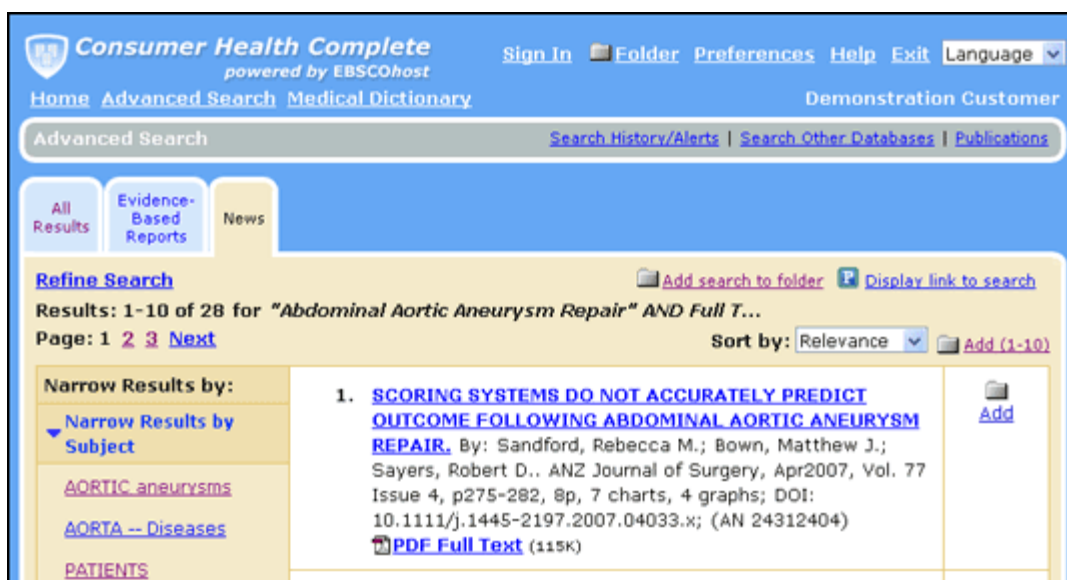 Consumer Health Complete
powered by EBSCOhost
Sign In Folder Preferences Help Exit Language
Home Advanced Search Medical Dictionary
Demonstration Customer
Advanced Search
Search History/Alerts | Search Other Databases | Publications
All
Results
Evidence-
Based
Reports
News
Refine Search
Add search to folder Display link to search
Results: 1-10 of 28 for "Abdominal Aortic Aneurysm Repair" AND Full T...
Page: 1 2 3 Next
Sort by: Relevance Add (1-10)
Narrow Results by:
Narrow Results by
Subject
AORTIC aneurysms
AORTA -- Diseases
PATIENTS
1. SCORING SYSTEMS DO NOT ACCURATELY PREDICT
OUTCOME FOLLOWING ABDOMINAL AORTIC ANEURYSM
REPAIR. By: Sandford, Rebecca M.; Bown, Matthew J.;
Sayers, Robert D.. ANZ Journal of Surgery, Apr2007, Vol. 77
Issue 4, p275-282, 8p, 7 charts, 4 graphs; DOI:
10.1111/j.1445-2197.2007.04033.x; (AN 24312404)
PDF Full Text (115K)
Add